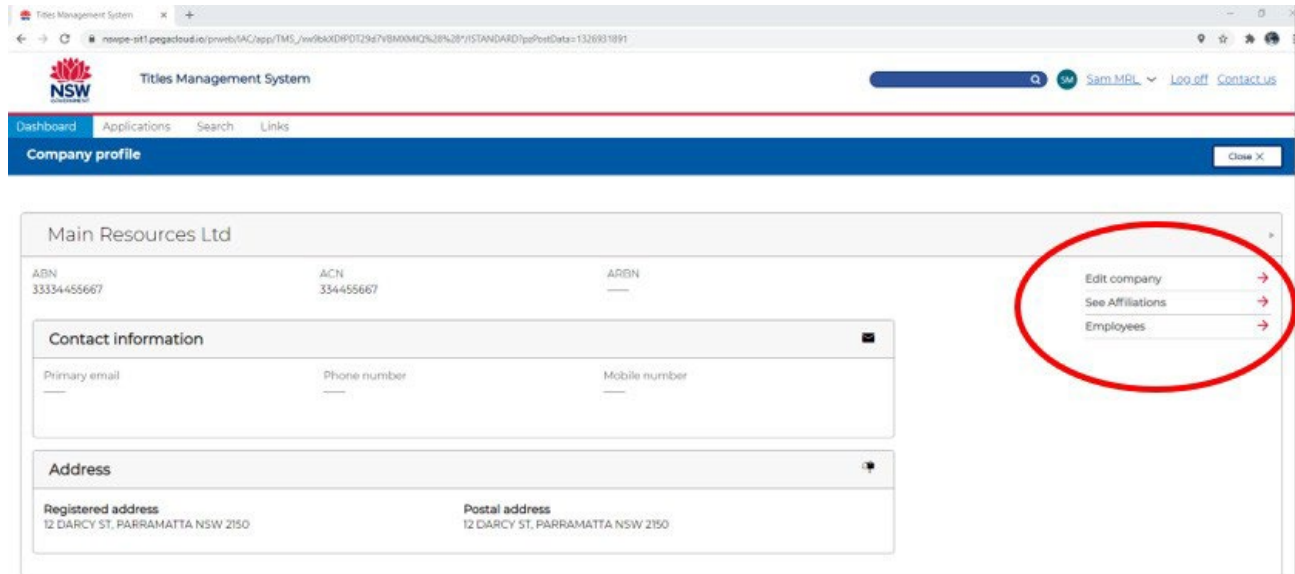 Titles Management System
NSW
GOVERNMENT
Titles Management System
SM Sam MRL Log off Contact us
Dashboard Applications Search Links
Company profile
Close X
Main Resources Ltd
ABN ACN ARBN
33334455667 334455667 ——
Edit company
See Affiliations
Employees
Contact information
Primary email Phone number Mobile number
—— —— ——
Address
Registered address Postal address
12 DARCY ST, PARRAMATTA NSW 2150 12 DARCY ST, PARRAMATTA NSW 2150